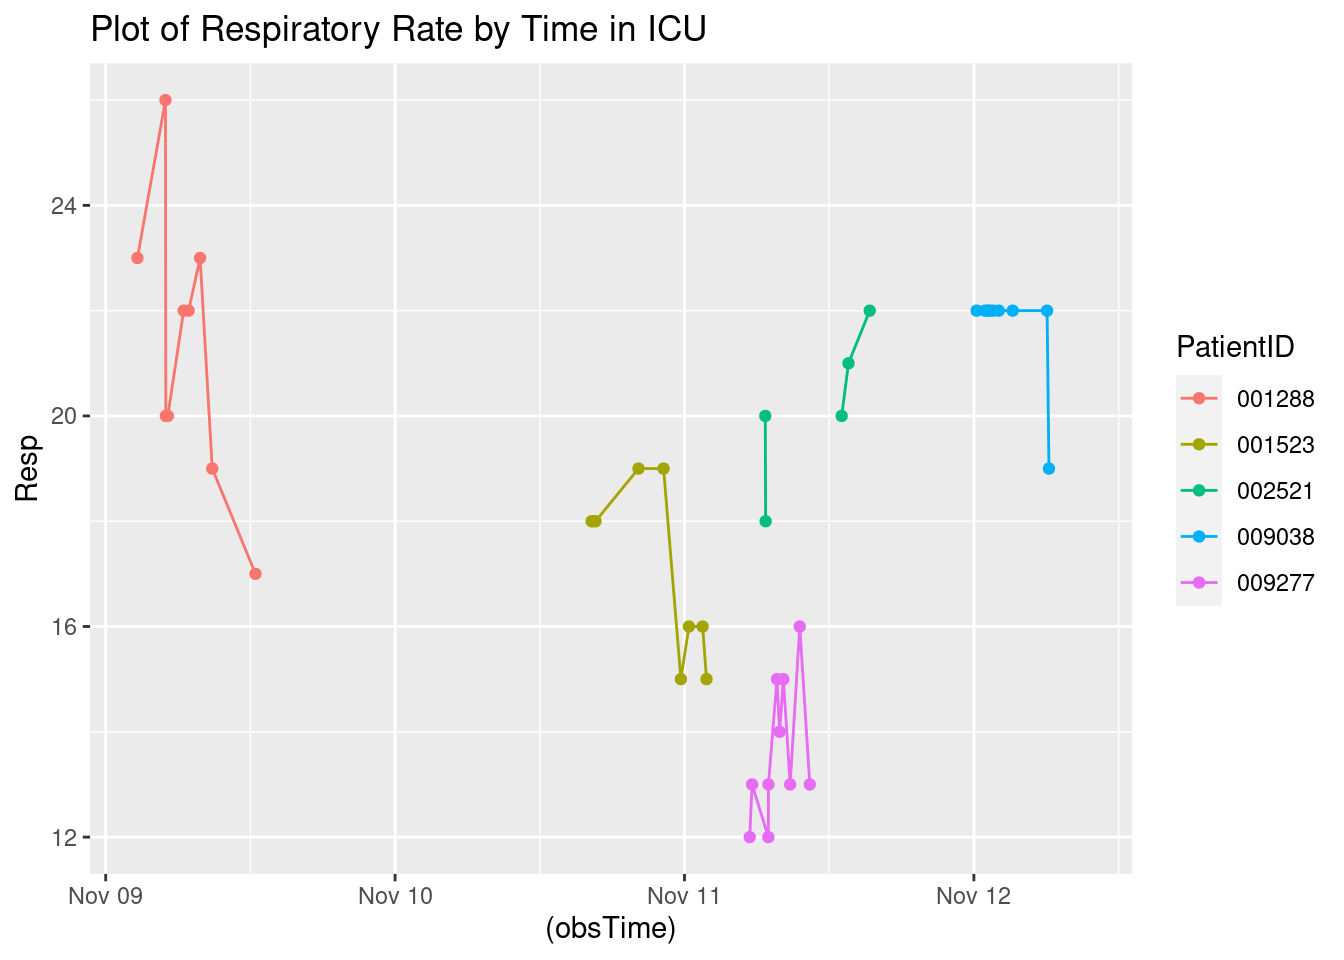 Plot of Respiratory Rate by Time in ICU
24
20
16
12
Resp
Nov 09 Nov 10 Nov 11 Nov 12
(obsTime)
PatientID
001288
001523
002521
009038
009277